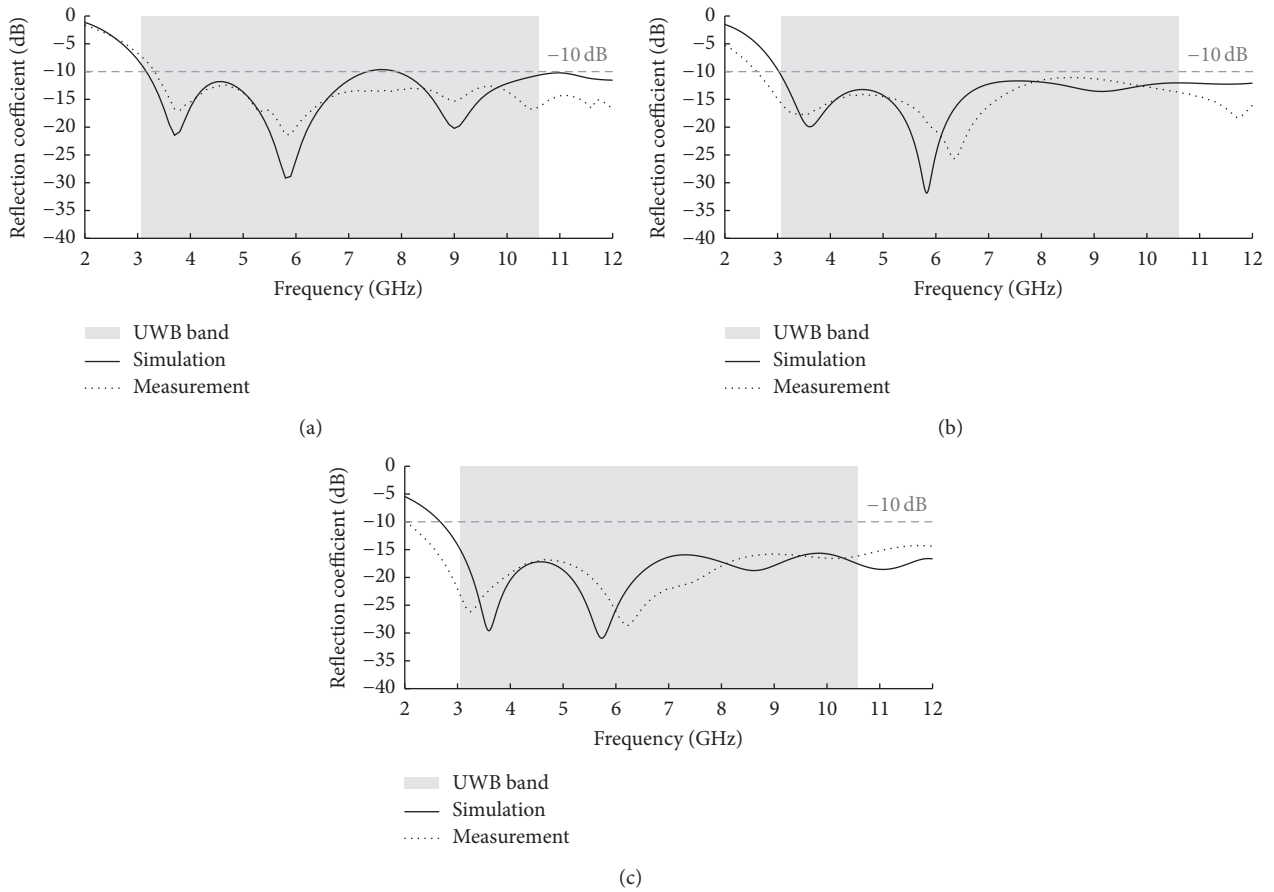 Reflection coefficient (dB)
0
−5
−10
−15
−20
−25
−30
−35
−40
−10 dB
2 3 4 5 6 7 8 9 10 11 12
Frequency (GHz)
UWB band
Simulation
Measurement
(a)
Reflection coefficient (dB)
0
−5
−10
−15
−20
−25
−30
−35
−40
−10 dB
2 3 4 5 6 7 8 9 10 11 12
Frequency (GHz)
UWB band
Simulation
Measurement
(b)
Reflection coefficient (dB)
0
−5
−10
−15
−20
−25
−30
−35
−40
−10 dB
2 3 4 5 6 7 8 9 10 11 12
Frequency (GHz)
UWB band
Simulation
Measurement
(c)